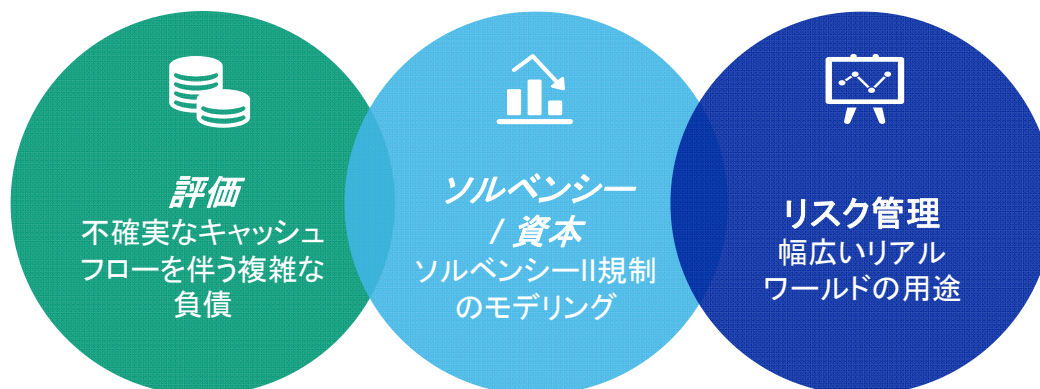 評価
不確実なキャッシュ
フローを伴う複雑な
負債
ソルベンシー
/ 資本
ソルベンシーII規制
のモデリング
リスク管理
幅広いリアル
ワールドの用途